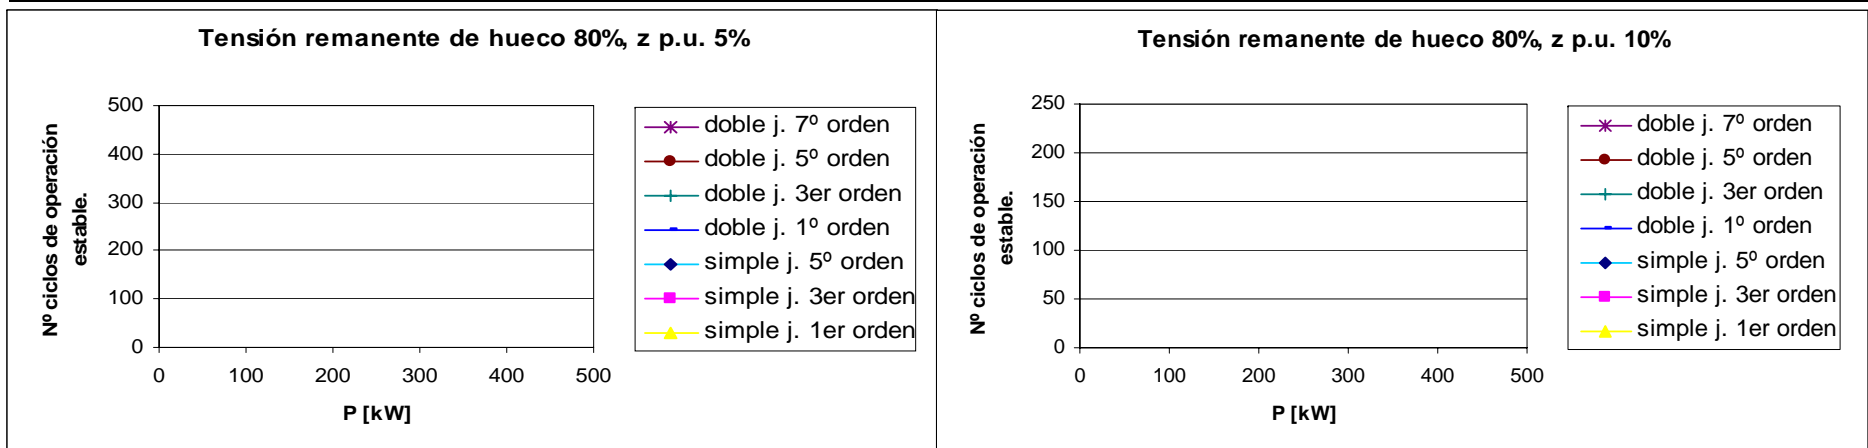 Tensión remanente de hueco 80%, z p.u. 5%
Nº ciclos de operación
estable.
500
400
300
200
100
0
0 100 200 300 400 500
P [kW]
doble j. 7º orden
doble j. 5º orden
doble j. 3er orden
doble j. 1º orden
simple j. 5º orden
simple j. 3er orden
simple j. 1er orden
Tensión remanente de hueco 80%, z p.u. 10%
Nº ciclos de operación
estable.
250
200
150
100
50
0
0 100 200 300 400 500
P [kW]
doble j. 7º orden
doble j. 5º orden
doble j. 3er orden
doble j. 1º orden
simple j. 5º orden
simple j. 3er orden
simple j. 1er orden